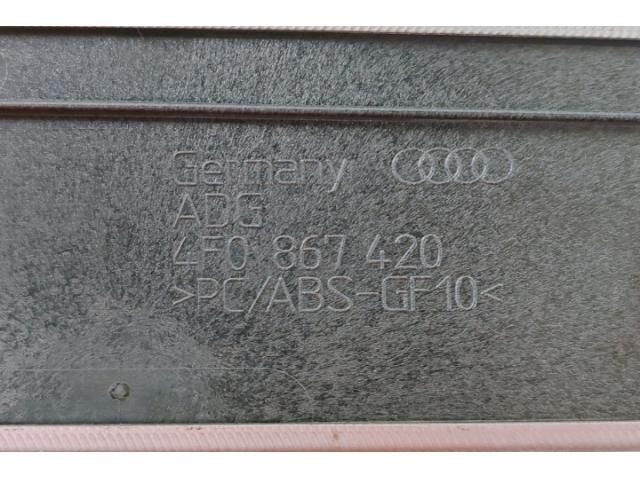 Germany
ADG
4F0 867 420
>PC/ABS-GF10<